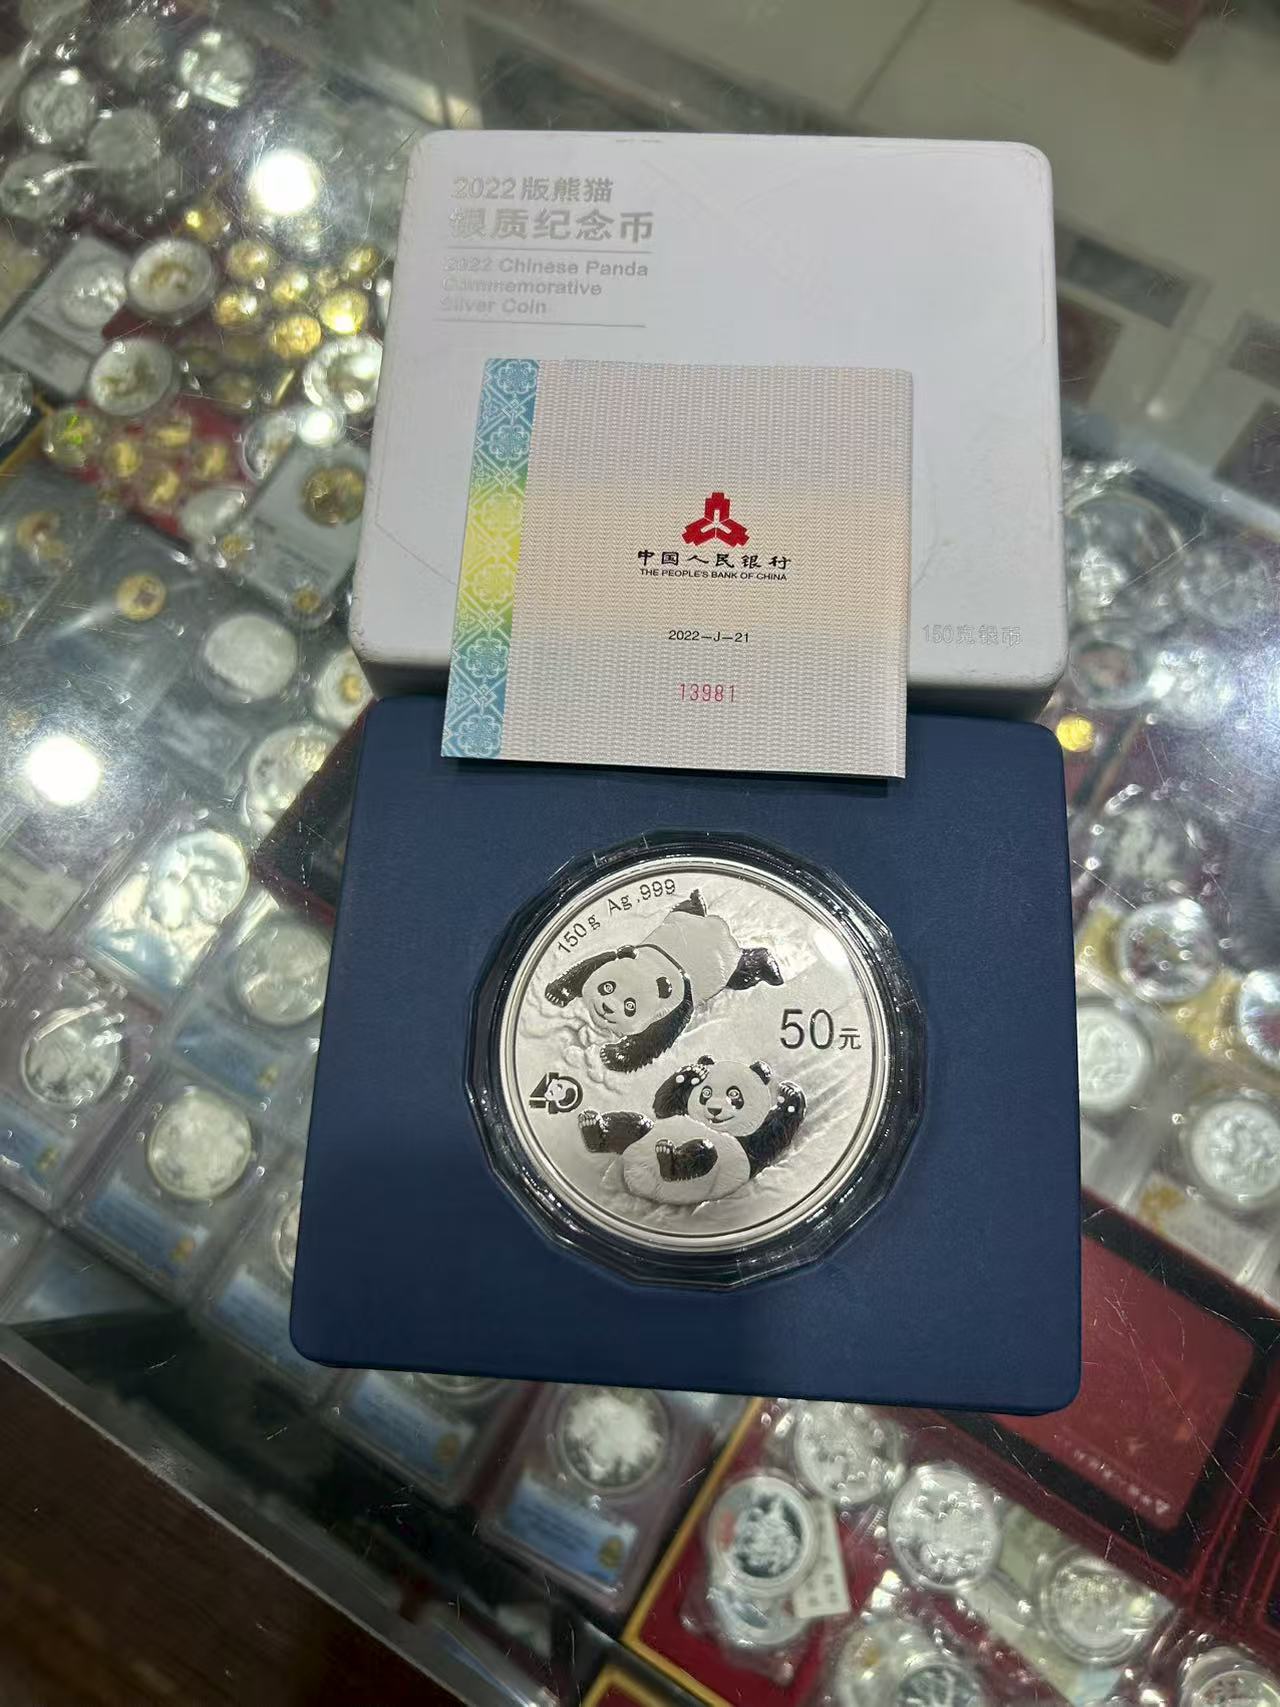 2022版熊猫
银质纪念币
2022 Chinese Panda
Commemorative
Silver Coin
中国人民银行
THE PEOPLE'S BANK OF CHINA
2022-J-21
13981
150克银币
150g Ag.999
50元